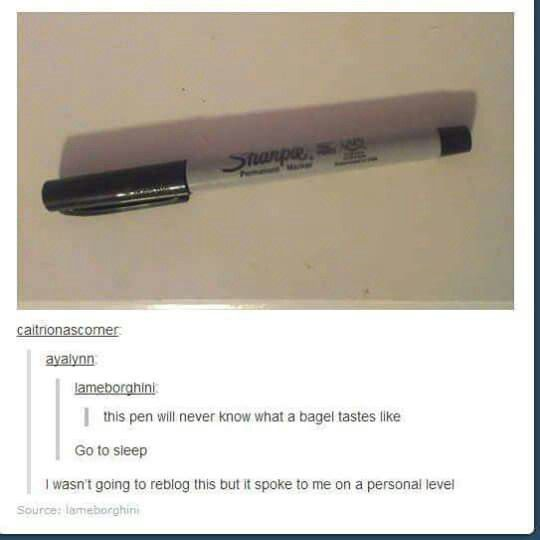 Sharpie.
Permanent Marker
caitrionascorner:
ayalynn:
lameborghini:
this pen will never know what a bagel tastes like
Go to sleep
I wasn't going to reblog this but it spoke to me on a personal level
Source: lameborghini